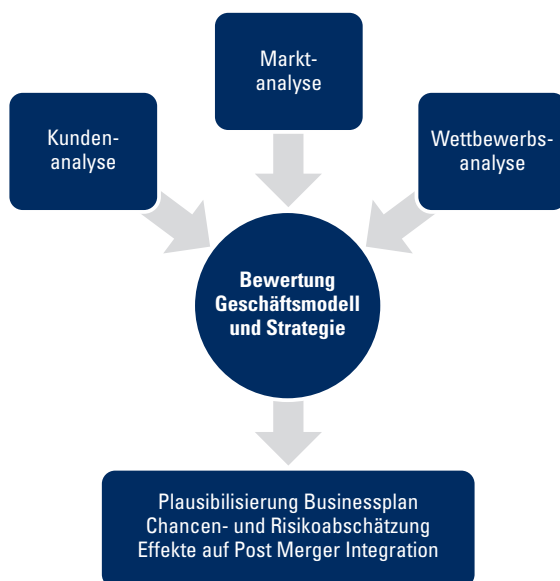 Markt-
analyse
Kunden-
analyse
Wettbewerbs-
analyse
Bewertung
Geschäftsmodell
und Strategie
Plausibilisierung Businessplan
Chancen- und Risikoabschätzung
Effekte auf Post Merger Integration